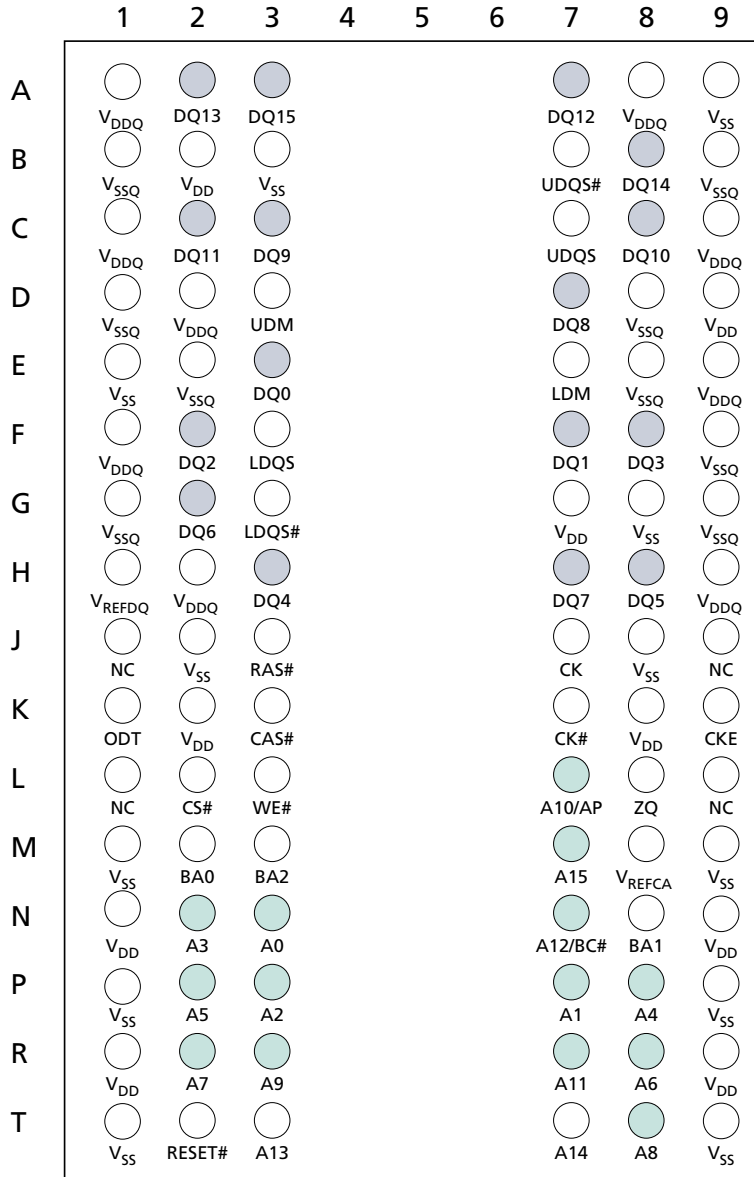 1 2 3 4 5 6 7 8 9
A
VDDQ DQ13 DQ15 DQ12 VDDQ VSS
B
VSSQ VDD VSS UDQS# DQ14 VSSQ
C
VDDQ DQ11 DQ9 UDQS DQ10 VDDQ
D
VSSQ VDDQ UDM DQ8 VSSQ VDD
E
VSS VSSQ DQ0 LDM VSSQ VDDQ
F
VDDQ DQ2 LDQS DQ1 DQ3 VSSQ
G
VSSQ DQ6 LDQS# VDD VSS VSSQ
H
VREFDQ VDDQ DQ4 DQ7 DQ5 VDDQ
J
NC VSS RAS# CK VSS NC
K
ODT VDD CAS# CK# VDD CKE
L
NC CS# WE# A10/AP ZQ NC
M
VSS BA0 BA2 A15 VREFCA VSS
N
VDD A3 A0 A12/BC# BA1 VDD
P
VSS A5 A2 A1 A4 VSS
R
VDD A7 A9 A11 A6 VDD
T
VSS RESET# A13 A14 A8 VSS